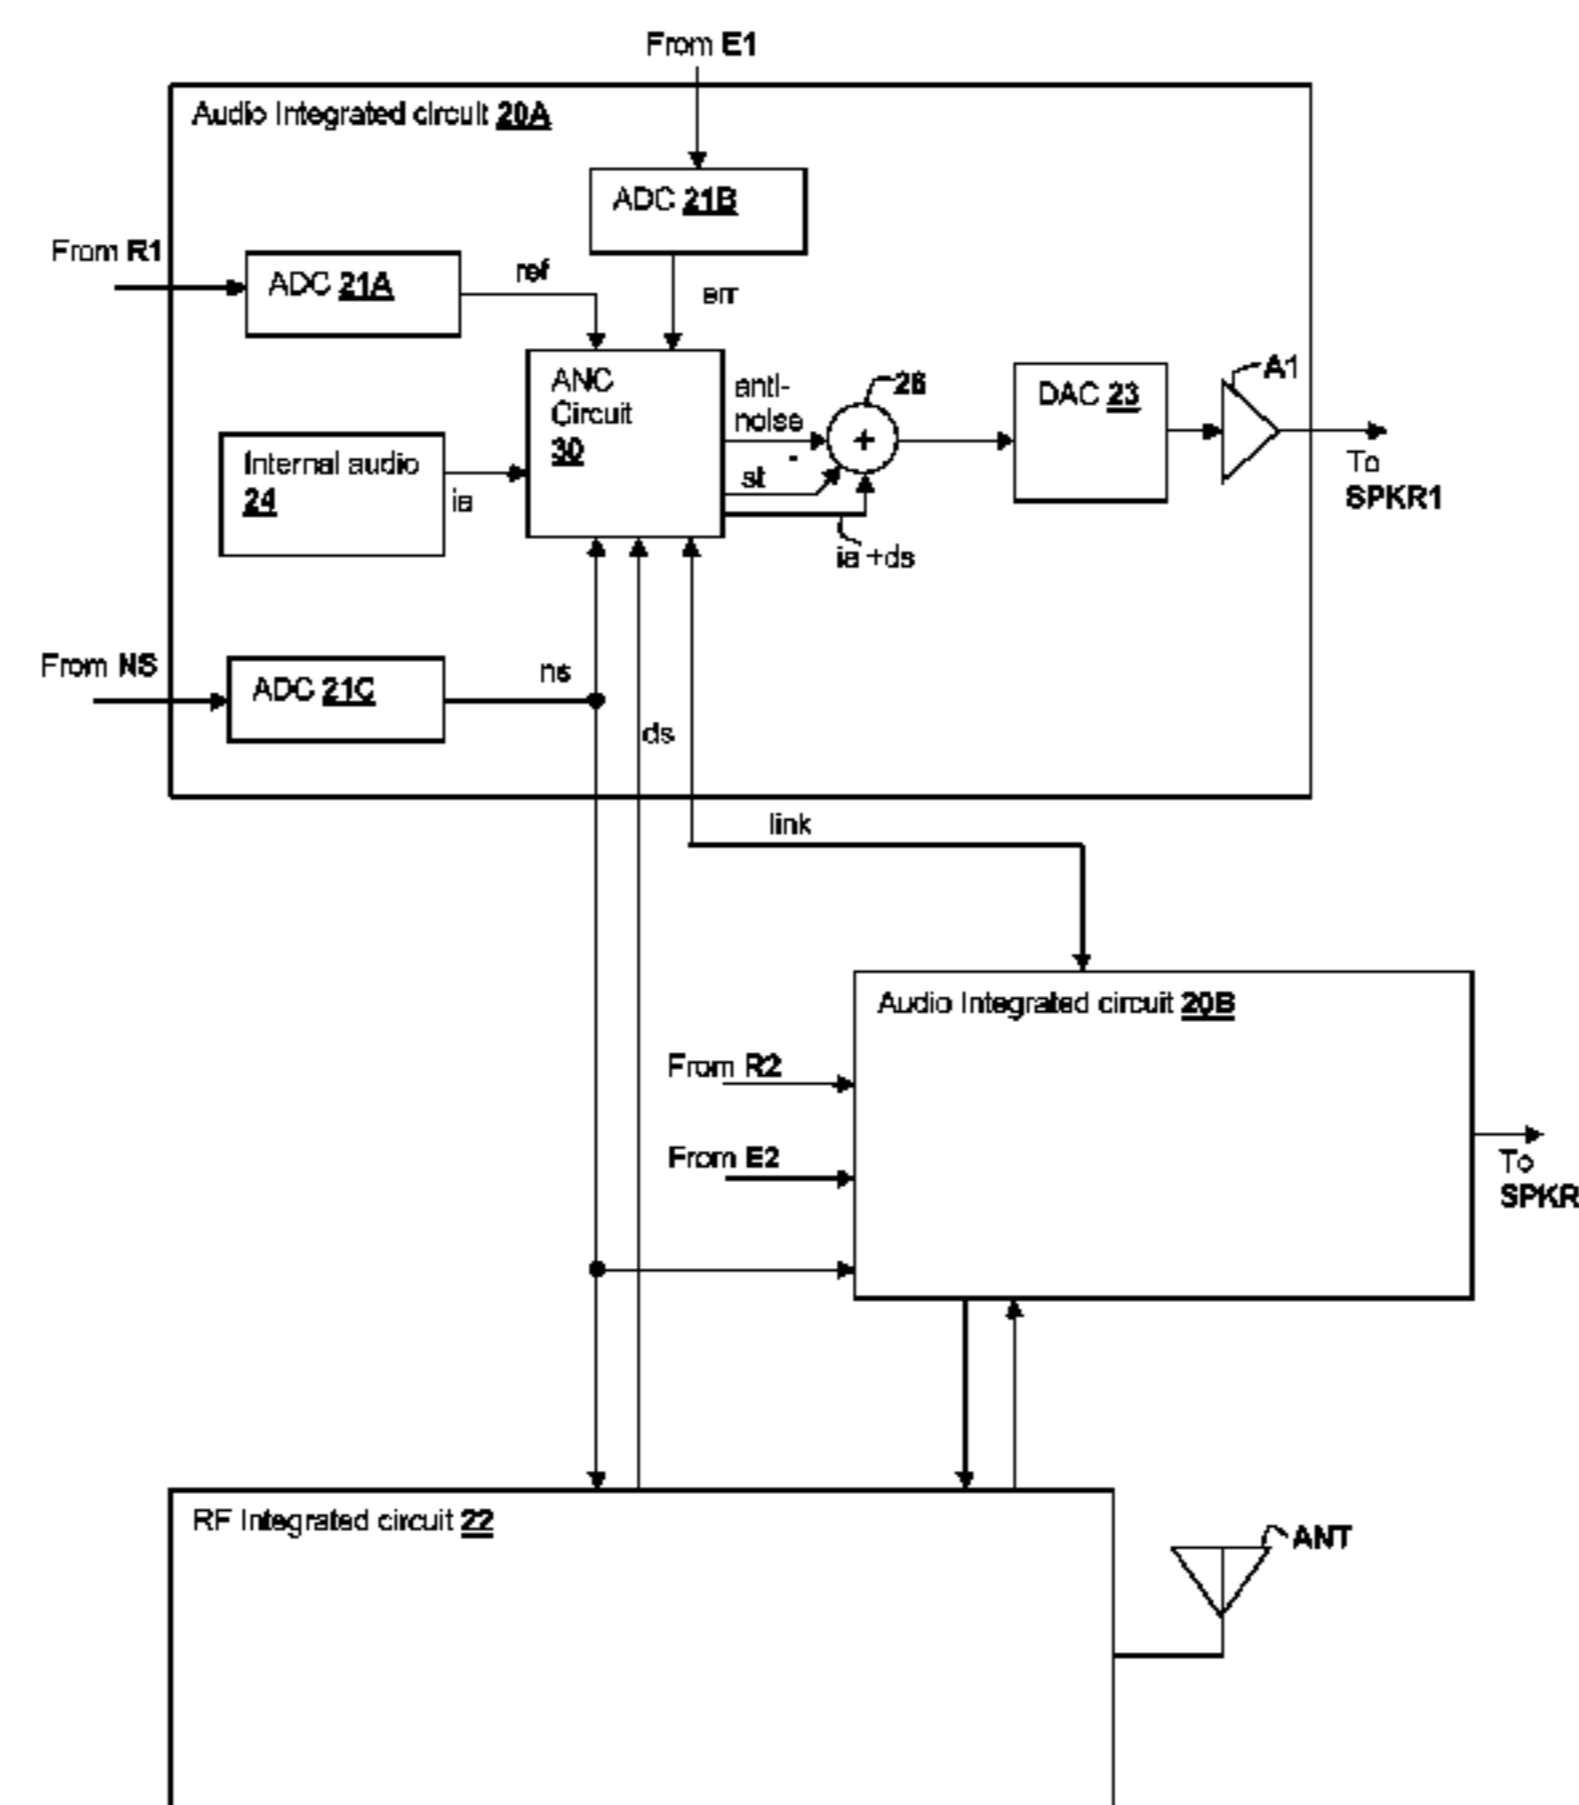 From E1
Audio Integrated circuit 20A
ADC 21B
From R1
ADC 21A
ref
err
ANC
Circuit
30
anti-
noise
-
st
ia +ds
+
26
DAC 23
A1
To
SPKR1
Internal audio
24
ia
From NS
ADC 21C
ns
ds
link
Audio Integrated circuit 20B
From R2
From E2
To
SPKR
RF Integrated circuit 22
ANT